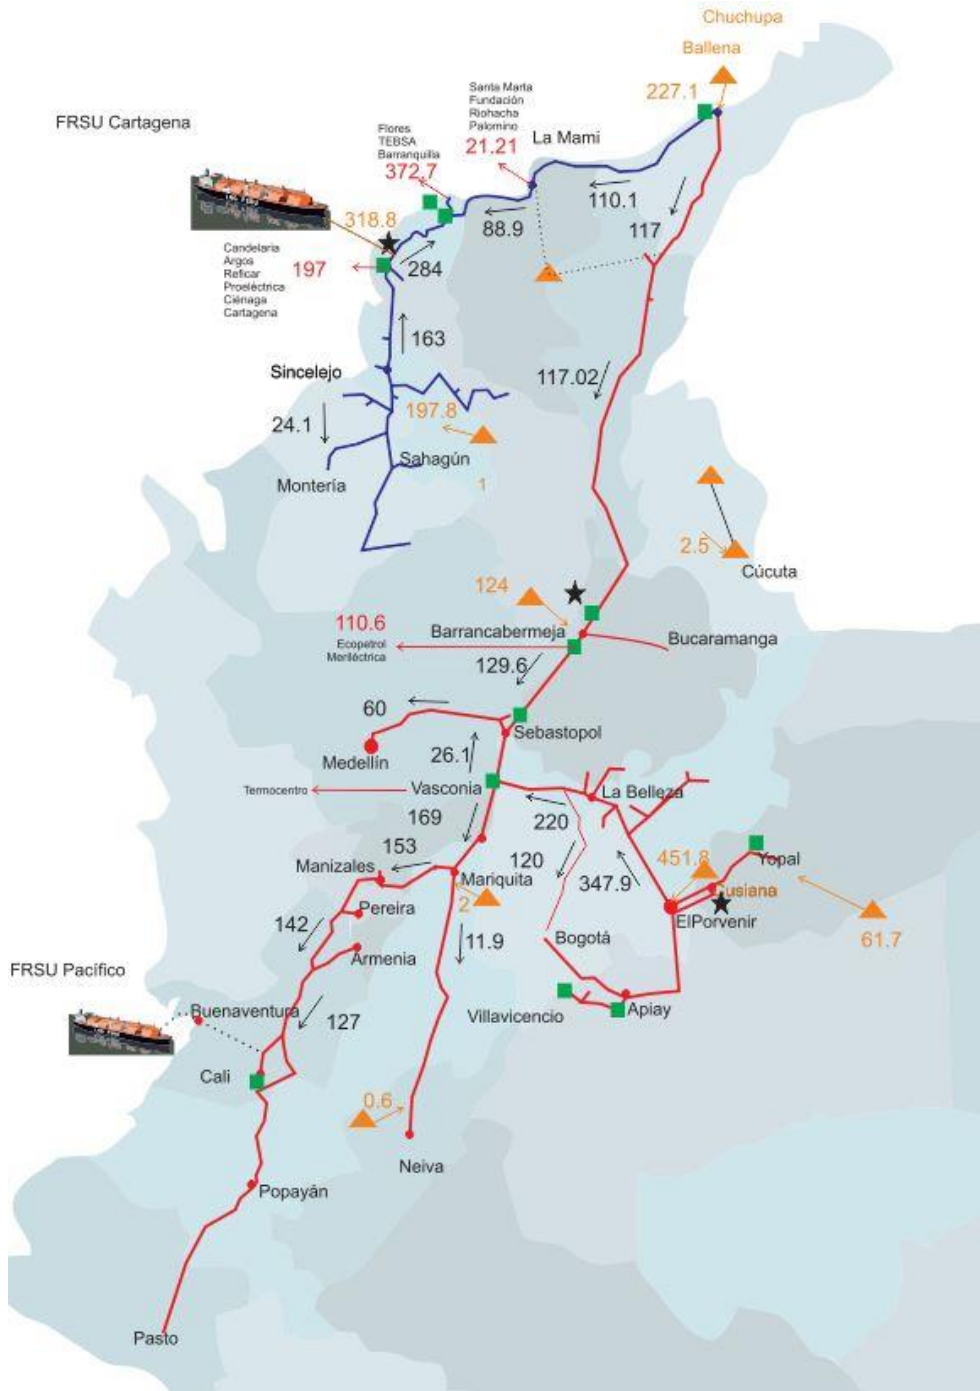 Chuchupa
Ballena
227.1
Santa Marta
Fundación
Riohacha
Palomino
21.21
La Mami
FRSU Cartagena
Flores
TEBSA
Barranquilla
372.7
110.1
88.9
117
318.8
Candelaria
Argos
Reficar
Proeléctrica
Ciénaga
Cartagena
197
284
163
Sincelejo
117.02
24.1
197.8
Sahagún
Montería
1
2.5
Cúcuta
124
110.6
Ecopetrol
Meriléctrica
Barrancabermeja
Bucaramanga
129.6
60
Sebastopol
Medellín
26.1
Termocentro
Vasconia
La Belleza
169
220
153
120
347.9
451.8
Yopal
Manizales
Mariquita
Cusiana
2
ElPorvenir
Pereira
142
11.9
Bogotá
61.7
Armenia
FRSU Pacífico
Buenaventura
127
Villavicencio
Apiay
Cali
0.6
Neiva
Popayán
Pasto